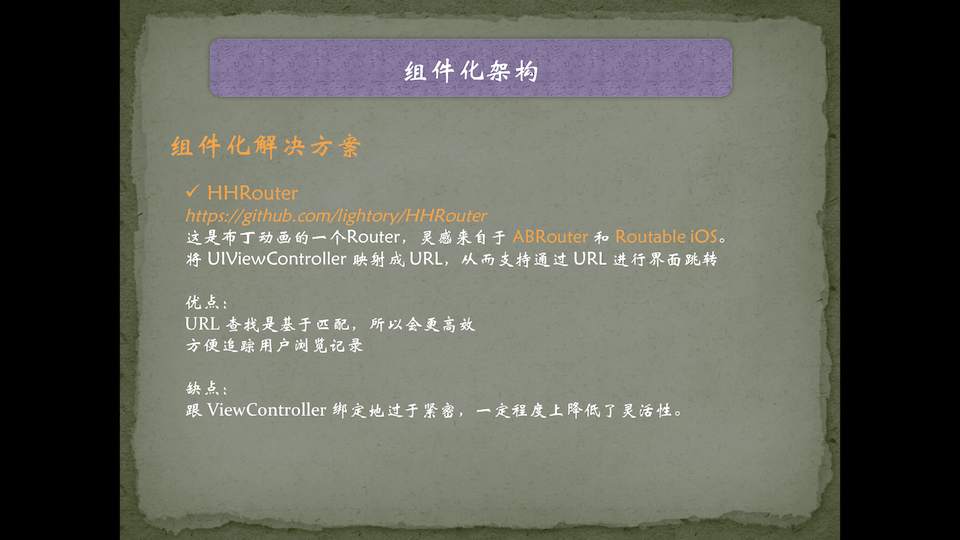 组件化架构
组件化解决方案
✓ HHRouter
https://github.com/lightory/HHRouter
这是布丁动画的一个Router，灵感来自于 ABRouter 和 Routable iOS。
将 UIViewController 映射成 URL，从而支持通过 URL 进行界面跳转
优点：
URL 查找是基于匹配，所以会更高效
方便追踪用户浏览记录
缺点：
跟 ViewController 绑定地过于紧密，一定程度上降低了灵活性。